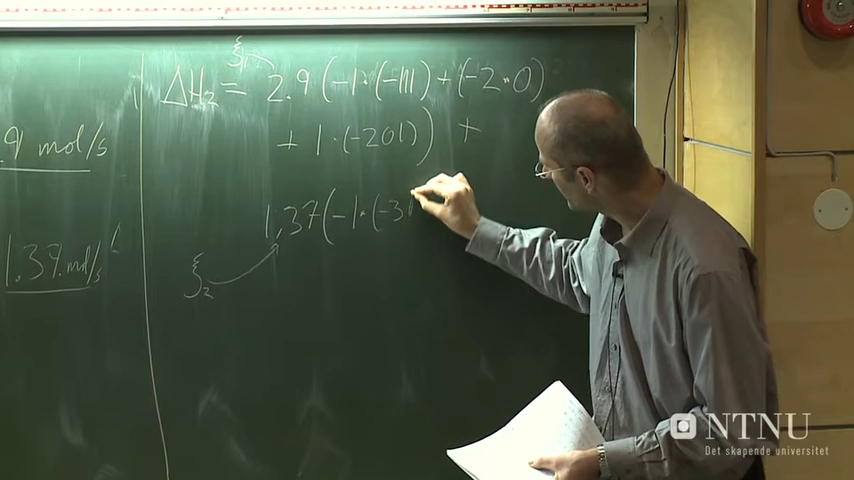 .9 mol/s
1.39 mol/s
ΔH₂ = 2.9 (-1·(-111) + (-2·0)
+ 1·(-201)) +
1,37 (-1·(-3
ξ₂
NTNU
Det skapende universitet